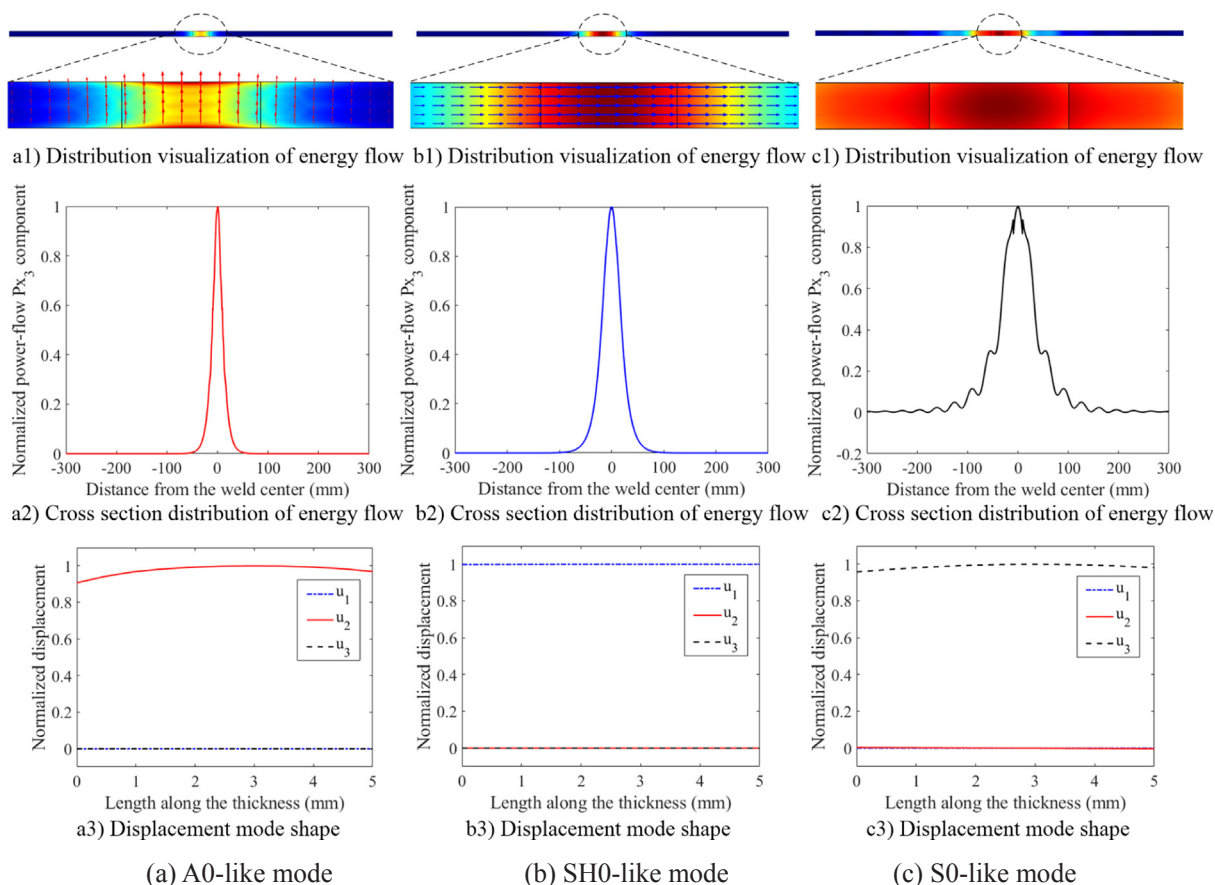 a1) Distribution visualization of energy flow b1) Distribution visualization of energy flow c1) Distribution visualization of energy flow
Normalized power-flow Px3 component
1
0.8
0.6
0.4
0.2
0
-300 -200 -100 0 100 200 300
Distance from the weld center (mm)
a2) Cross section distribution of energy flow
Normalized power-flow Px3 component
1
0.8
0.6
0.4
0.2
0
-300 -200 -100 0 100 200 300
Distance from the weld center (mm)
b2) Cross section distribution of energy flow
Normalized power-flow Px3 component
1
0.8
0.6
0.4
0.2
0
-0.2
-300 -200 -100 0 100 200 300
Distance from the weld center (mm)
c2) Cross section distribution of energy flow
Normalized displacement
1
0.8
0.6
0.4
0.2
0
u1
u2
u3
0 1 2 3 4 5
Length along the thickness (mm)
a3) Displacement mode shape
Normalized displacement
1
0.8
0.6
0.4
0.2
0
u1
u2
u3
0 1 2 3 4 5
Length along the thickness (mm)
b3) Displacement mode shape
Normalized displacement
1
0.8
0.6
0.4
0.2
0
u1
u2
u3
0 1 2 3 4 5
Length along the thickness (mm)
c3) Displacement mode shape
(a) A0-like mode (b) SH0-like mode (c) S0-like mode